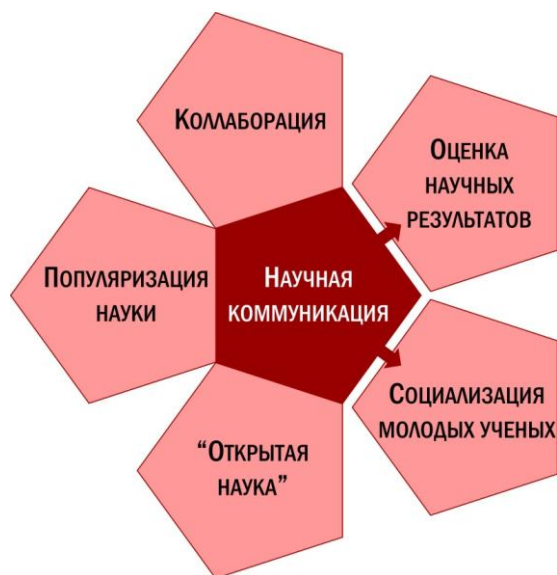 Коллаборация
Оценка
научных
результатов
Популяризация
науки
Научная
коммуникация
Социализация
молодых ученых
“Открытая
наука”